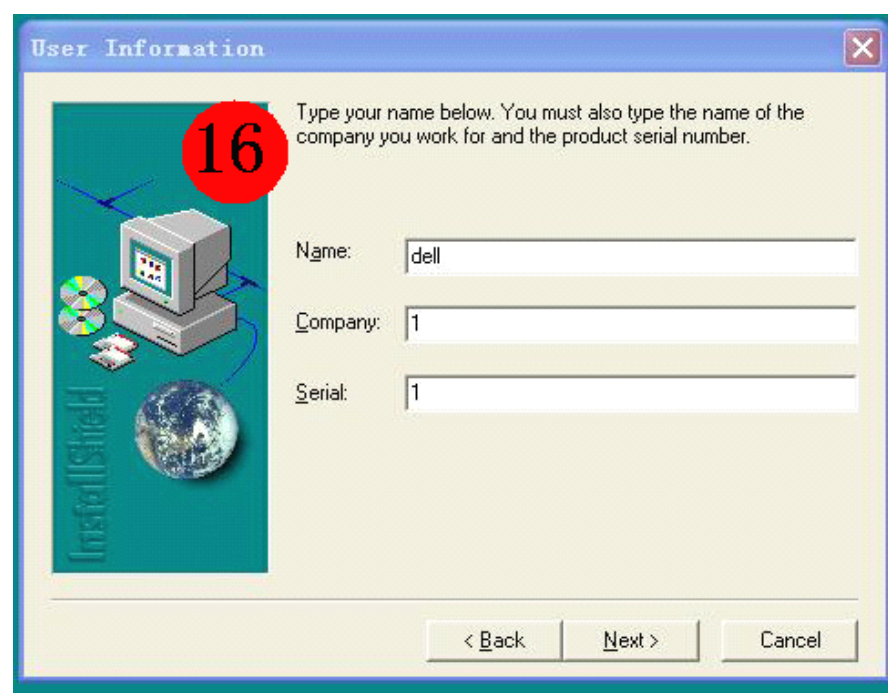 User Information
16
Type your name below. You must also type the name of the
company you work for and the product serial number.
Name:
dell
Company:
1
Serial:
1
InstallShield
< Back
Next >
Cancel